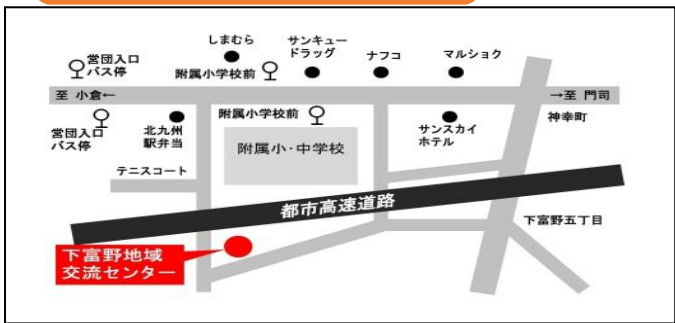 しまむら
サンキュー
ドラッグ
ナフコ
マルショク
営団入口
バス停
附属小学校前
至 小倉←
→至 門司
営団入口
バス停
北九州
駅弁当
附属小学校前
サンスカイ
ホテル
神幸町
附属小・中学校
テニスコート
都市高速道路
下富野五丁目
下富野地域
交流センター